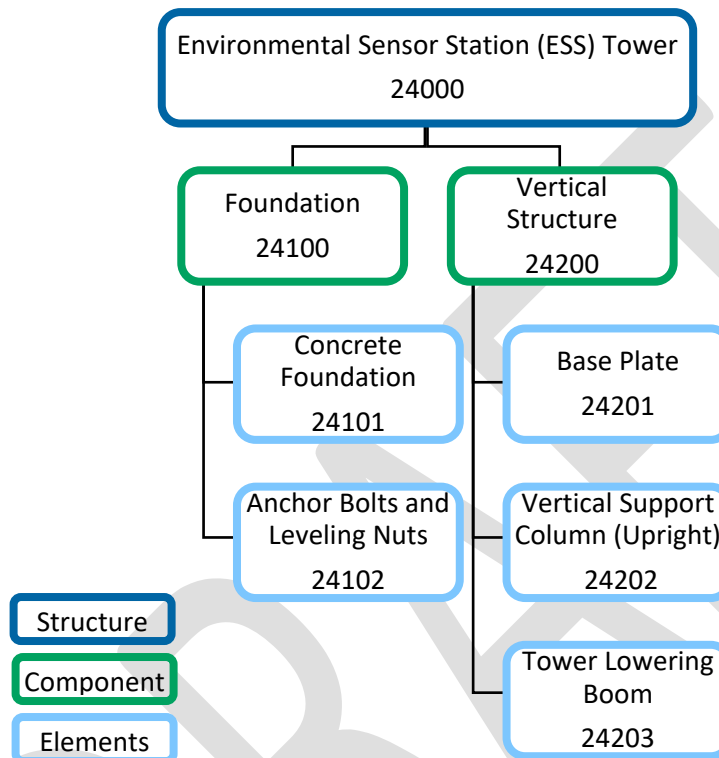 Environmental Sensor Station (ESS) Tower
24000
Foundation
24100
Vertical
Structure
24200
Concrete
Foundation
24101
Base Plate
24201
Anchor Bolts and
Leveling Nuts
24102
Vertical Support
Column (Upright)
24202
Tower Lowering
Boom
24203
Structure
Component
Elements